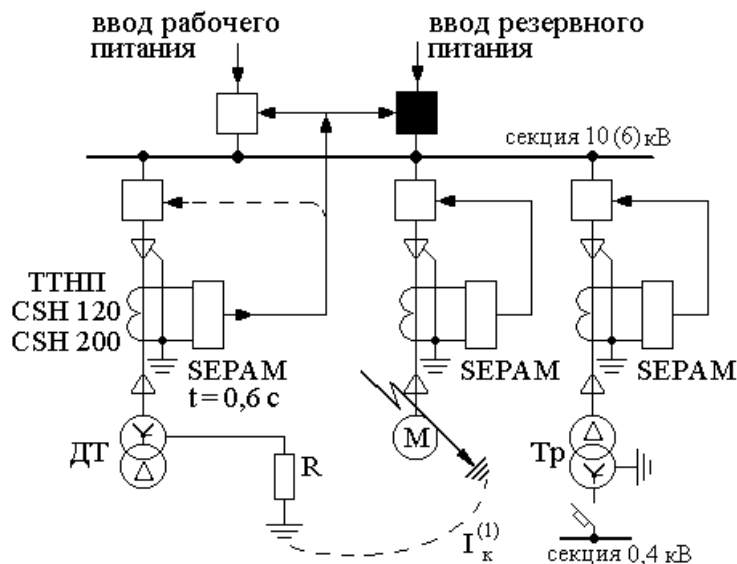 ввод рабочего
питания
ввод резервного
питания
секция 10(6) кВ
ТТНП
CSH 120
CSH 200
SEPAM
t = 0,6 с
SEPAM
SEPAM
ДТ
R
М
Тр
I к (1)
секция 0,4 кВ